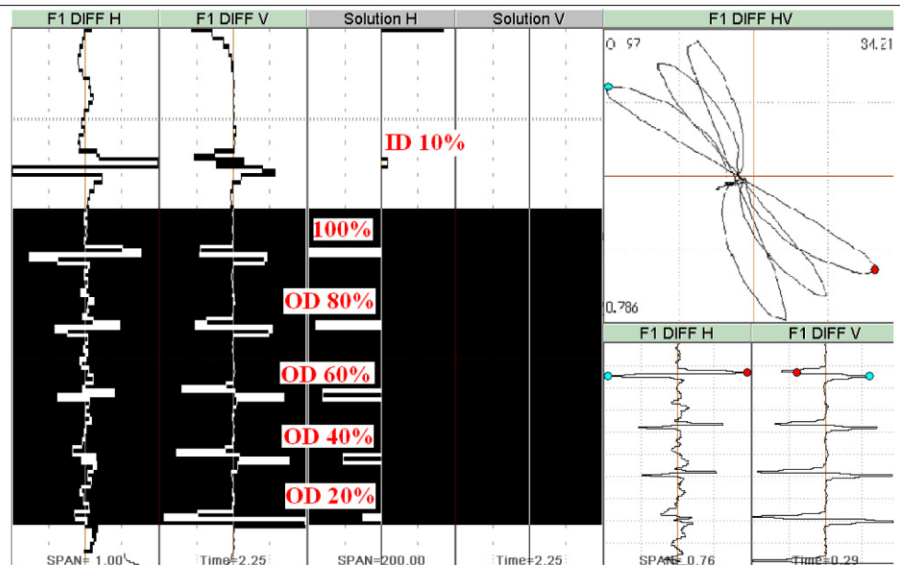 F1 DIFF H F1 DIFF V Solution H Solution V F1 DIFF HV
0 97 34.21
ID 10%
100%
OD 80%
0.786
F1 DIFF H F1 DIFF V
OD 60%
OD 40%
OD 20%
SPAN= 1.00 Time=2.25 SPAN=200.00 Time=2.25 SPAN= 0.76 Time=0.29